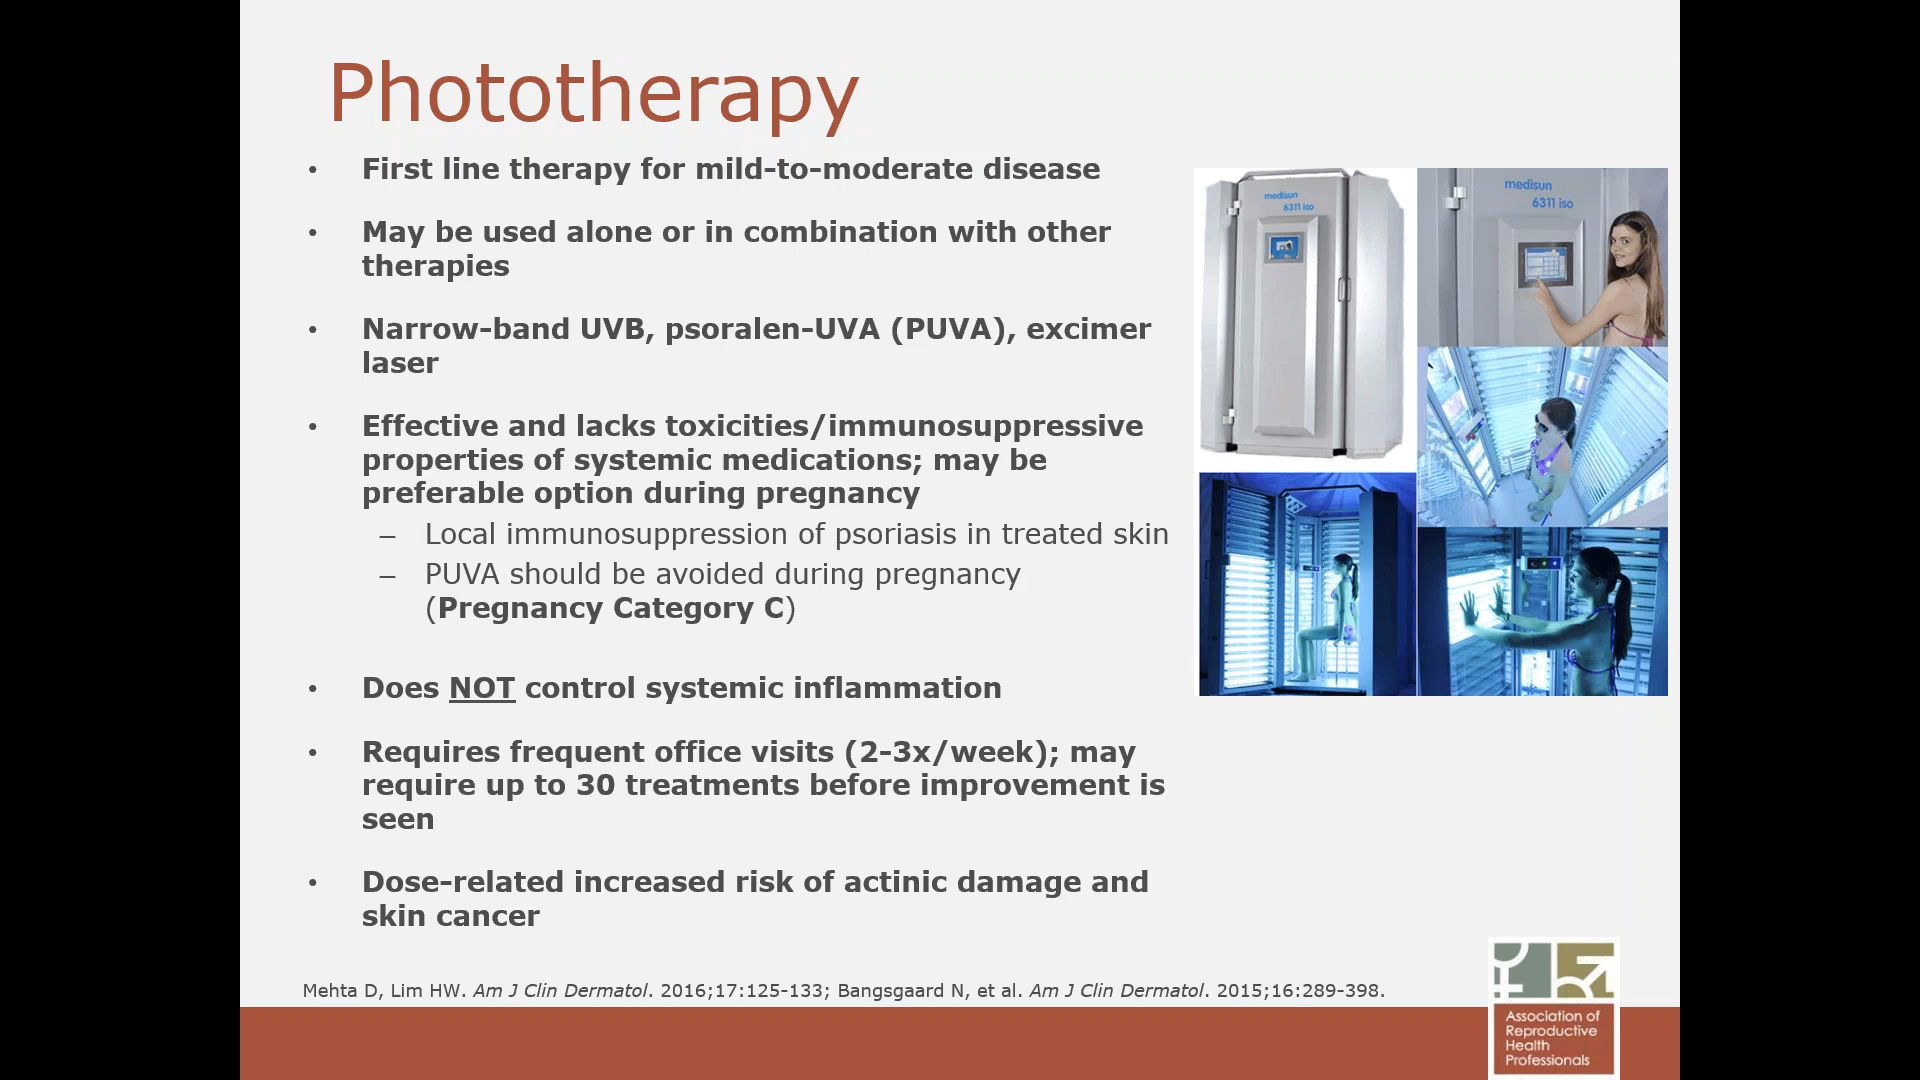 Phototherapy
• First line therapy for mild-to-moderate disease
• May be used alone or in combination with other
therapies
• Narrow-band UVB, psoralen-UVA (PUVA), excimer
laser
• Effective and lacks toxicities/immunosuppressive
properties of systemic medications; may be
preferable option during pregnancy
– Local immunosuppression of psoriasis in treated skin
– PUVA should be avoided during pregnancy
(Pregnancy Category C)
• Does NOT control systemic inflammation
• Requires frequent office visits (2-3x/week); may
require up to 30 treatments before improvement is
seen
• Dose-related increased risk of actinic damage and
skin cancer
medisun
6311 iso
medisun
6311 iso
Mehta D, Lim HW. Am J Clin Dermatol. 2016;17:125-133; Bangsgaard N, et al. Am J Clin Dermatol. 2015;16:289-398.
Association of
Reproductive
Health
Professionals